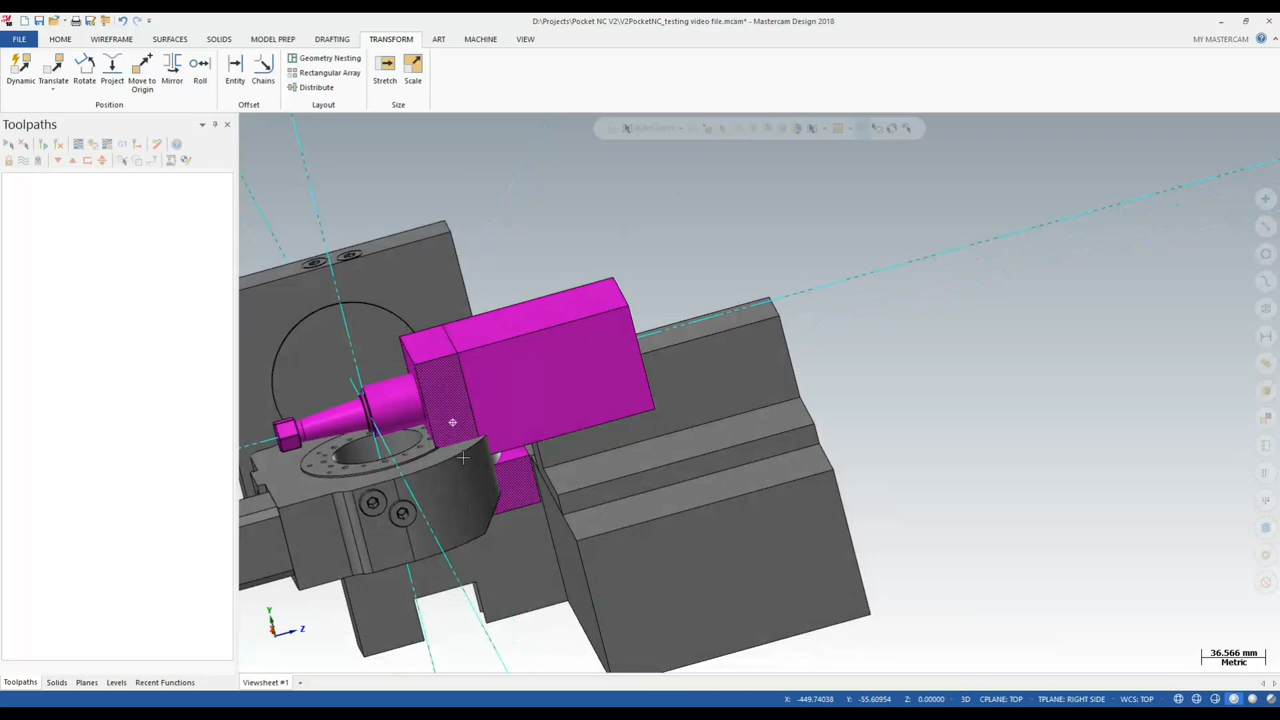 D:\Projects\Pocket NC V2\V2PocketNC_testing video file.mcam* - Mastercam Design 2018
FILE HOME WIREFRAME SURFACES SOLIDS MODEL PREP DRAFTING TRANSFORM ART MACHINE VIEW MY MASTERCAM
Dynamic Translate Rotate Project Move to Origin Mirror Roll
Position
Entity Chains
Offset
Geometry Nesting
Rectangular Array
Distribute
Layout
Stretch Scale
Size
Toolpaths
G1
AutoCursor
Y
Z
36.566 mm
Metric
Toolpaths Solids Planes Levels Recent Functions Viewsheet #1 +
X: -449.74038 Y: -55.60954 Z: 0.00000 3D CPLANE: TOP TPLANE: RIGHT SIDE WCS: TOP